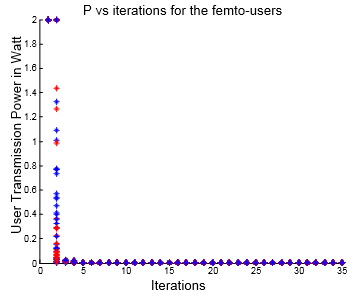 P vs iterations for the femto-users
User Transmission Power in Watt
2
1.8
1.6
1.4
1.2
1
0.8
0.6
0.4
0.2
0
0 5 10 15 20 25 30 35
Iterations